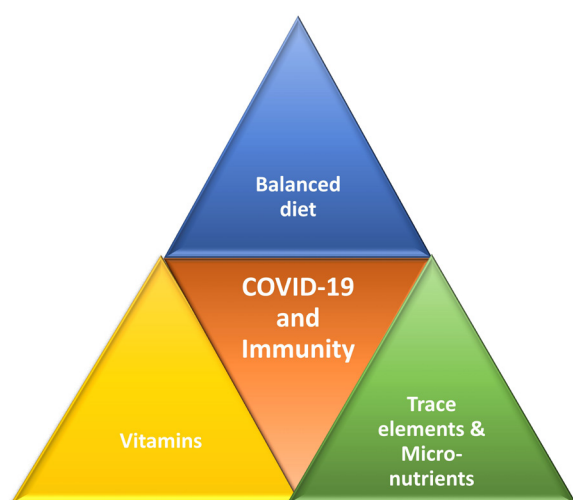 Balanced
diet
COVID-19
and
Immunity
Vitamins
Trace
elements &
Micro-
nutrients